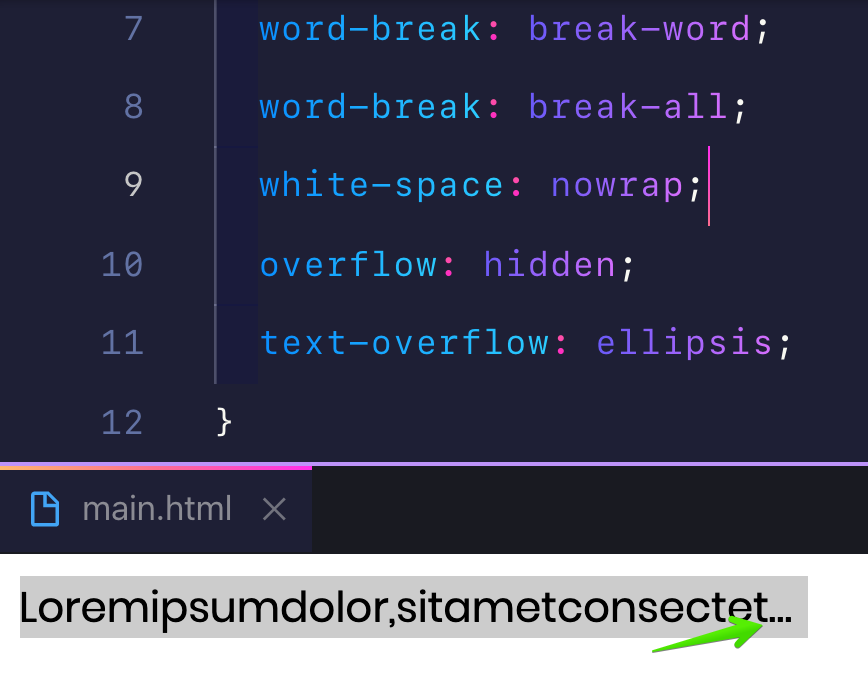 7 word-break: break-word;
8 word-break: break-all;
9 white-space: nowrap;
10 overflow: hidden;
11 text-overflow: ellipsis;
12 }
main.html
Loremipsumdolor,sitametconsectet...